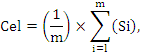 Cel = (1/m) × ∑_{i=1}^{m} (Si),